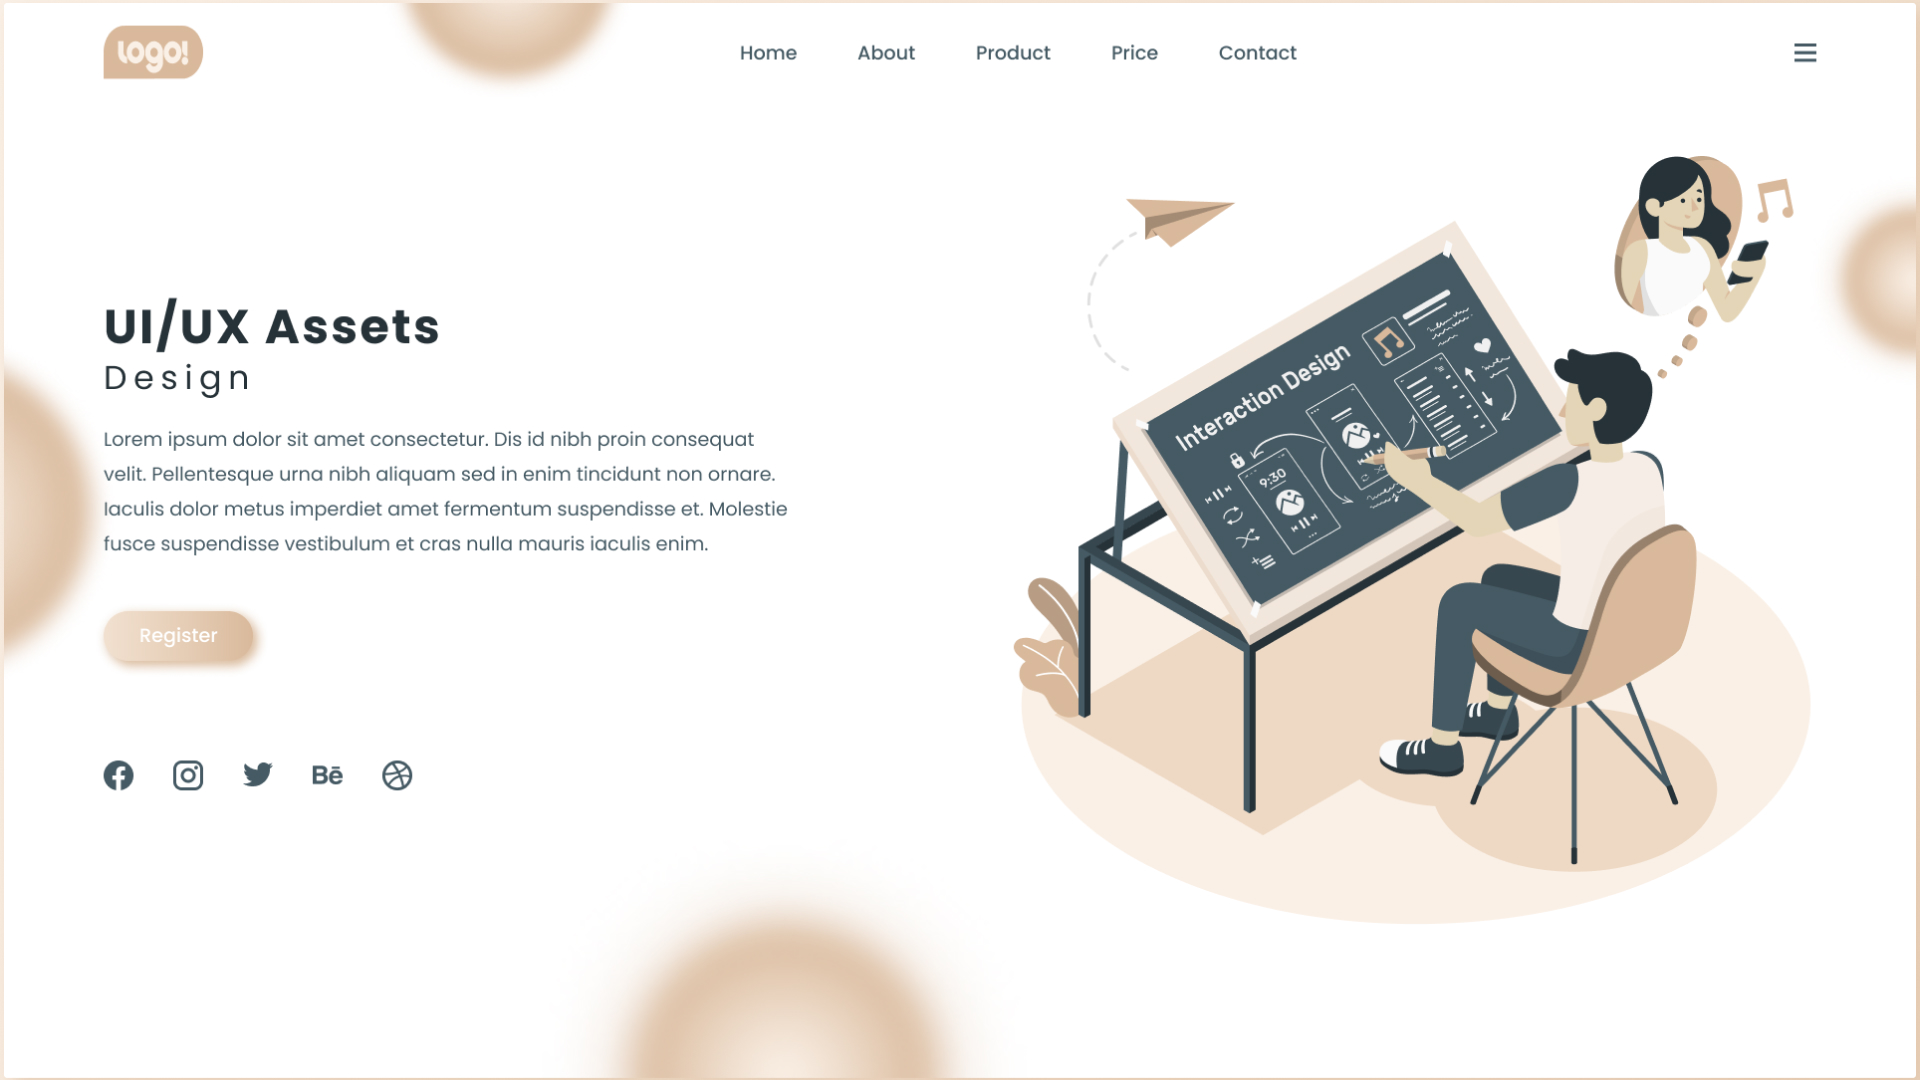 logo!
Home About Product Price Contact
UI/UX Assets
Design
Lorem ipsum dolor sit amet consectetur. Dis id nibh proin consequat
velit. Pellentesque urna nibh aliquam sed in enim tincidunt non ornare.
Iaculis dolor metus imperdiet amet fermentum suspendisse et. Molestie
fusce suspendisse vestibulum et cras nulla mauris iaculis enim.
Register
Bē
Interaction Design
9:30